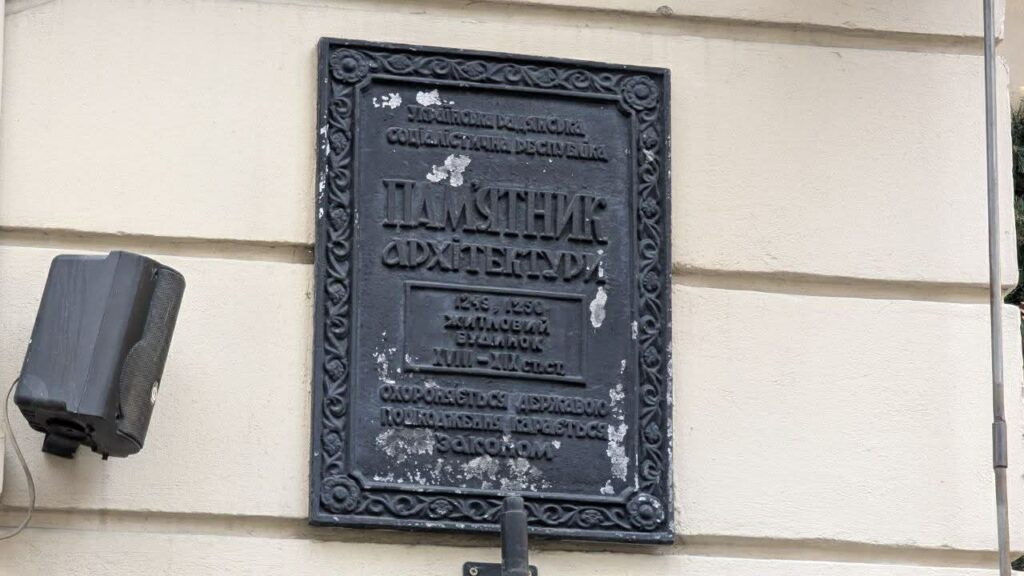 УКРАЇНСЬКА РАДЯНСЬКА
СОЦІАЛІСТИЧНА РЕСПУБЛІКА
ПАМ'ЯТНИК
АРХІТЕКТУРИ
1248, 1250
ЖИТЛОВИЙ
БУДИНОК
XVIII – XIX СТ.СТ.
ОХОРОНЯЄТЬСЯ ДЕРЖАВОЮ
ПОШКОДЖЕННЯ КАРАЄТЬСЯ
ЗАКОНОМ